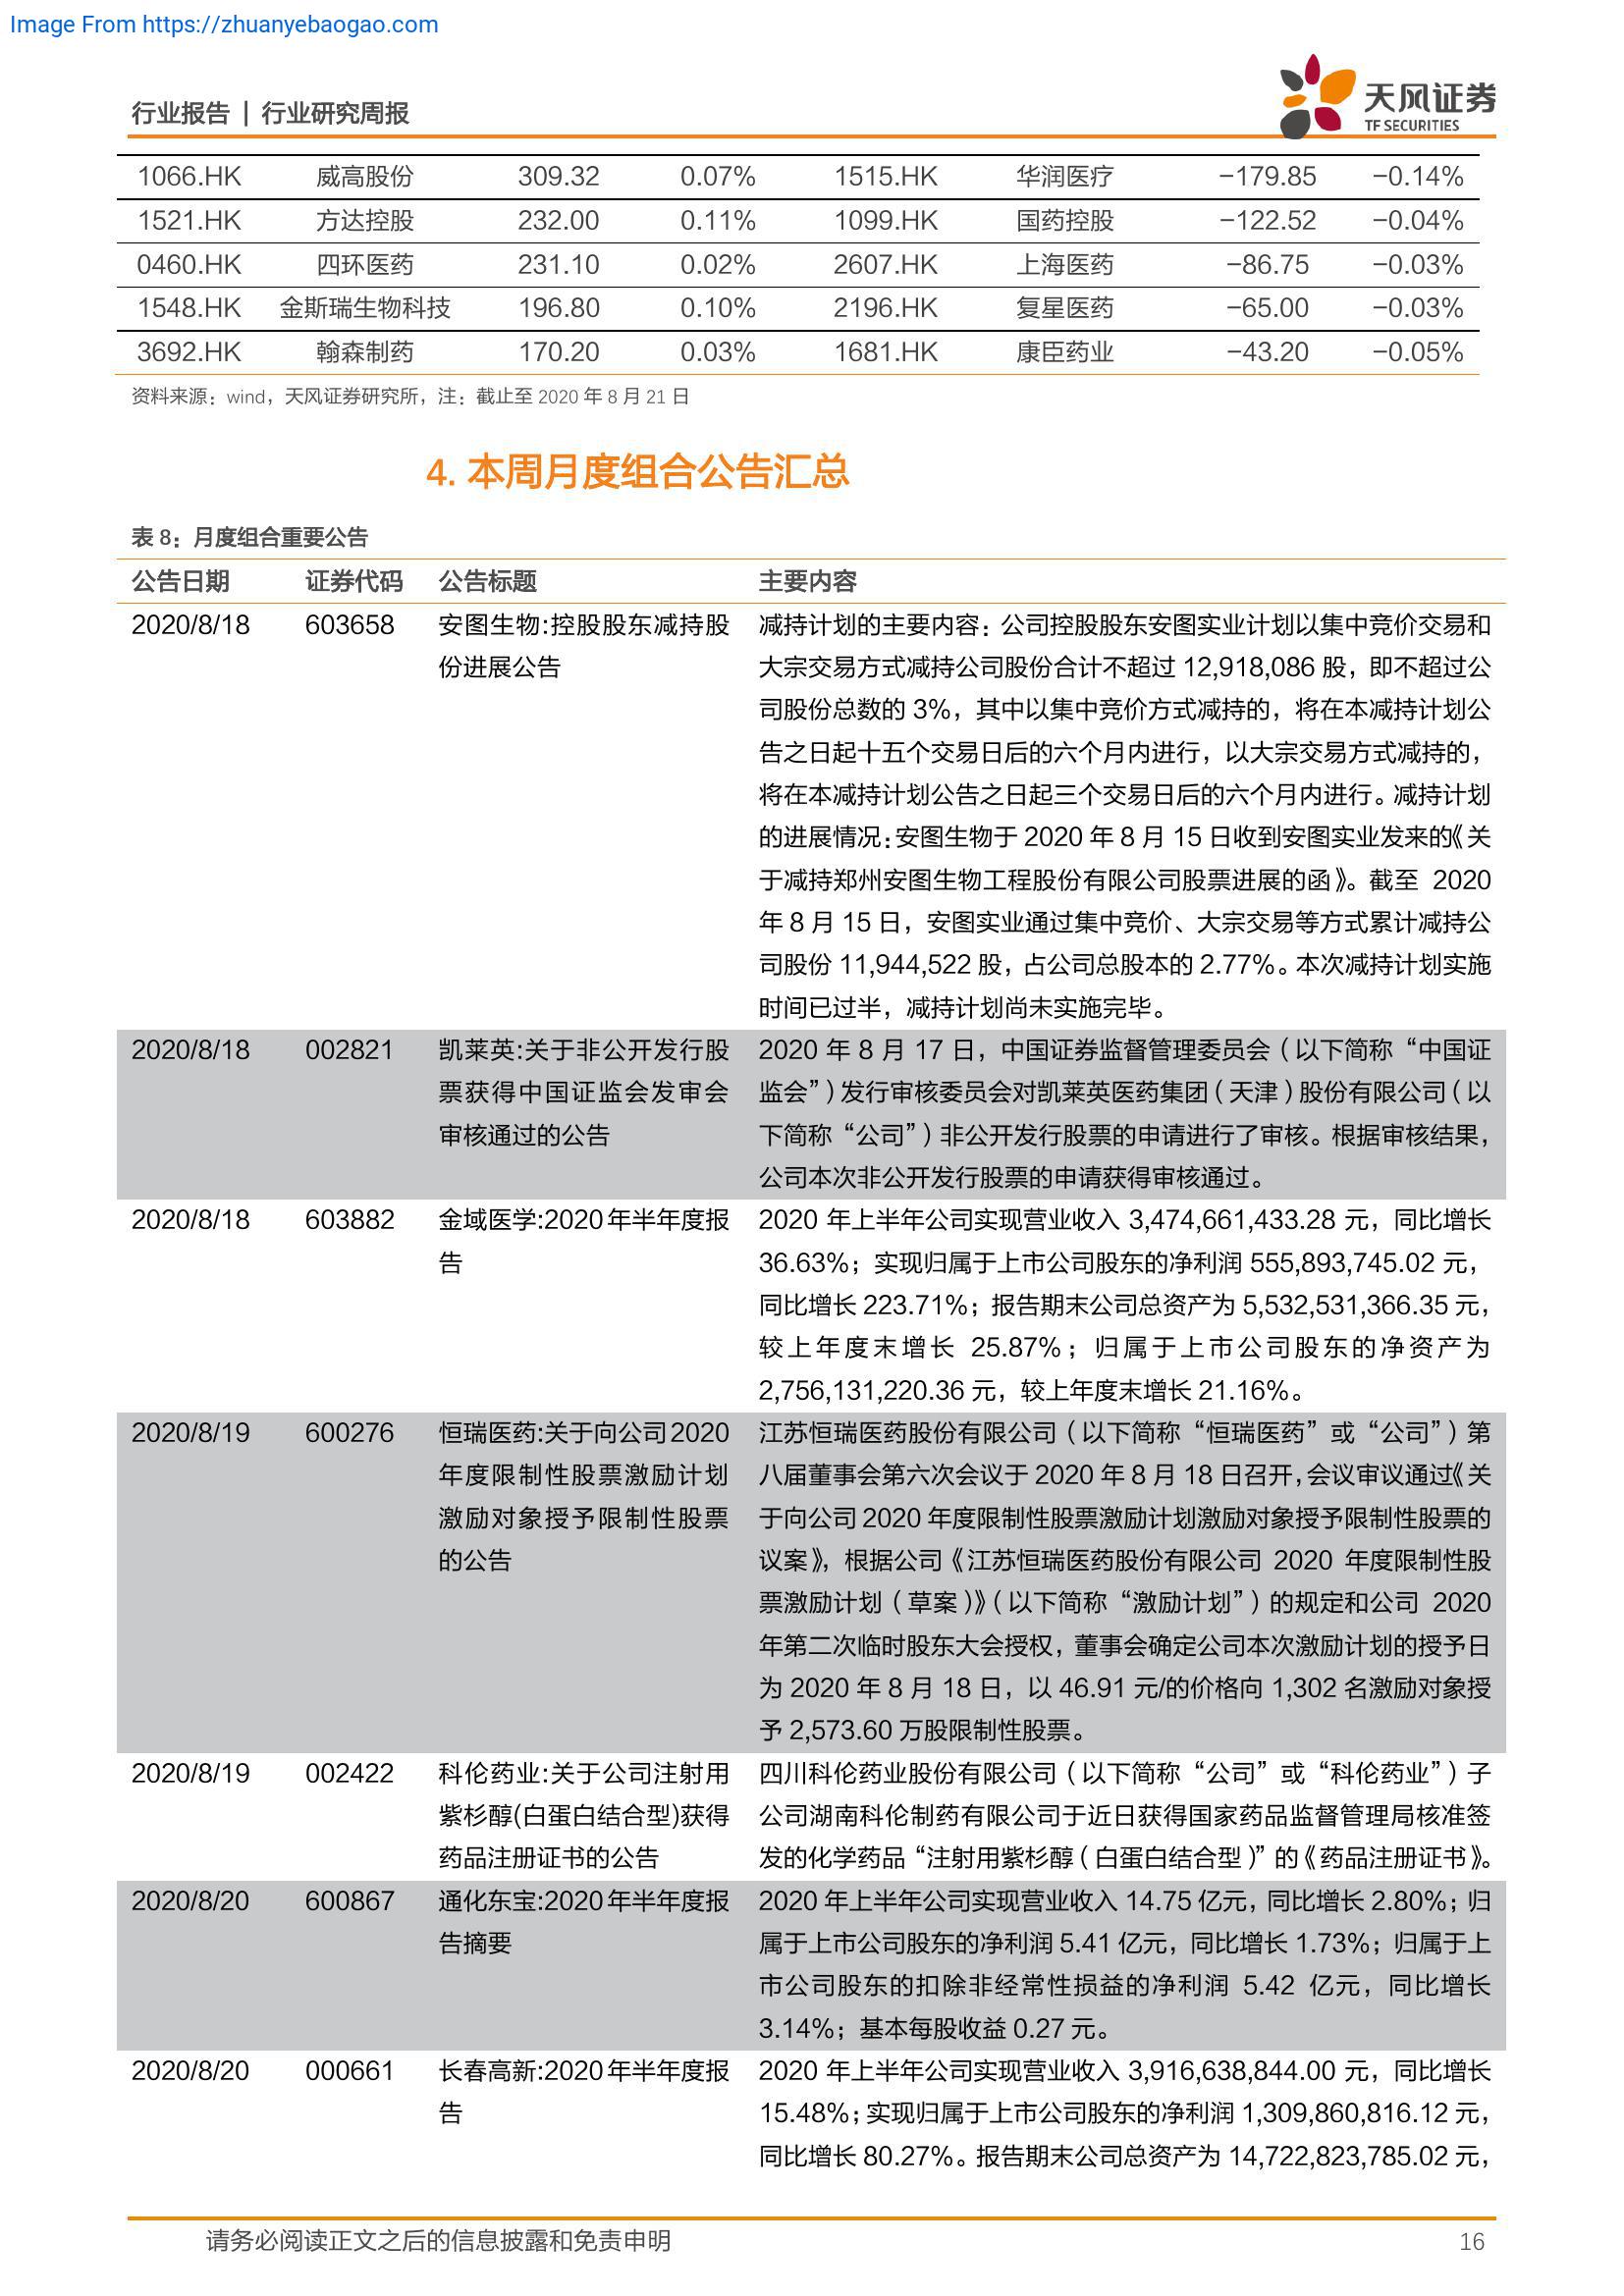 Image From https://zhuanyebaogao.com
行业报告 | 行业研究周报
天风证券
TF SECURITIES
1066.HK 威高股份 309.32 0.07% 1515.HK 华润医疗 -179.85 -0.14%
1521.HK 方达控股 232.00 0.11% 1099.HK 国药控股 -122.52 -0.04%
0460.HK 四环医药 231.10 0.02% 2607.HK 上海医药 -86.75 -0.03%
1548.HK 金斯瑞生物科技 196.80 0.10% 2196.HK 复星医药 -65.00 -0.03%
3692.HK 翰森制药 170.20 0.03% 1681.HK 康臣药业 -43.20 -0.05%
资料来源：wind，天风证券研究所，注：截止至 2020 年 8 月 21 日
4. 本周月度组合公告汇总
表 8：月度组合重要公告
公告日期 证券代码 公告标题 主要内容
2020/8/18 603658 安图生物:控股股东减持股
份进展公告
减持计划的主要内容：公司控股股东安图实业计划以集中竞价交易和
大宗交易方式减持公司股份合计不超过 12,918,086 股，即不超过公
司股份总数的 3%，其中以集中竞价方式减持的，将在本减持计划公
告之日起十五个交易日后的六个月内进行，以大宗交易方式减持的，
将在本减持计划公告之日起三个交易日后的六个月内进行。减持计划
的进展情况：安图生物于 2020 年 8 月 15 日收到安图实业发来的《关
于减持郑州安图生物工程股份有限公司股票进展的函》。截至 2020
年 8 月 15 日，安图实业通过集中竞价、大宗交易等方式累计减持公
司股份 11,944,522 股，占公司总股本的 2.77%。本次减持计划实施
时间已过半，减持计划尚未实施完毕。
2020/8/18 002821 凯莱英:关于非公开发行股
票获得中国证监会发审会
审核通过的公告
2020 年 8 月 17 日，中国证券监督管理委员会（以下简称“中国证
监会”）发行审核委员会对凯莱英医药集团（天津）股份有限公司（以
下简称“公司”）非公开发行股票的申请进行了审核。根据审核结果，
公司本次非公开发行股票的申请获得审核通过。
2020/8/18 603882 金域医学:2020 年半年度报
告
2020 年上半年公司实现营业收入 3,474,661,433.28 元，同比增长
36.63%；实现归属于上市公司股东的净利润 555,893,745.02 元，
同比增长 223.71%；报告期末公司总资产为 5,532,531,366.35 元，
较上年度末增长 25.87%；归属于上市公司股东的净资产为
2,756,131,220.36 元，较上年度末增长 21.16%。
2020/8/19 600276 恒瑞医药:关于向公司 2020
年度限制性股票激励计划
激励对象授予限制性股票
的公告
江苏恒瑞医药股份有限公司（以下简称“恒瑞医药”或“公司”）第
八届董事会第六次会议于 2020 年 8 月 18 日召开，会议审议通过《关
于向公司 2020 年度限制性股票激励计划激励对象授予限制性股票的
议案》，根据公司《江苏恒瑞医药股份有限公司 2020 年度限制性股
票激励计划（草案）》（以下简称“激励计划”）的规定和公司 2020
年第二次临时股东大会授权，董事会确定公司本次激励计划的授予日
为 2020 年 8 月 18 日，以 46.91 元/的价格向 1,302 名激励对象授
予 2,573.60 万股限制性股票。
2020/8/19 002422 科伦药业:关于公司注射用
紫杉醇(白蛋白结合型)获得
药品注册证书的公告
四川科伦药业股份有限公司（以下简称“公司”或“科伦药业”）子
公司湖南科伦制药有限公司于近日获得国家药品监督管理局核准签
发的化学药品“注射用紫杉醇（白蛋白结合型）”的《药品注册证书》。
2020/8/20 600867 通化东宝:2020 年半年度报
告摘要
2020 年上半年公司实现营业收入 14.75 亿元，同比增长 2.80%；归
属于上市公司股东的净利润 5.41 亿元，同比增长 1.73%；归属于上
市公司股东的扣除非经常性损益的净利润 5.42 亿元，同比增长
3.14%；基本每股收益 0.27 元。
2020/8/20 000661 长春高新:2020 年半年度报
告
2020 年上半年公司实现营业收入 3,916,638,844.00 元，同比增长
15.48%；实现归属于上市公司股东的净利润 1,309,860,816.12 元，
同比增长 80.27%。报告期末公司总资产为 14,722,823,785.02 元，
请务必阅读正文之后的信息披露和免责申明 16